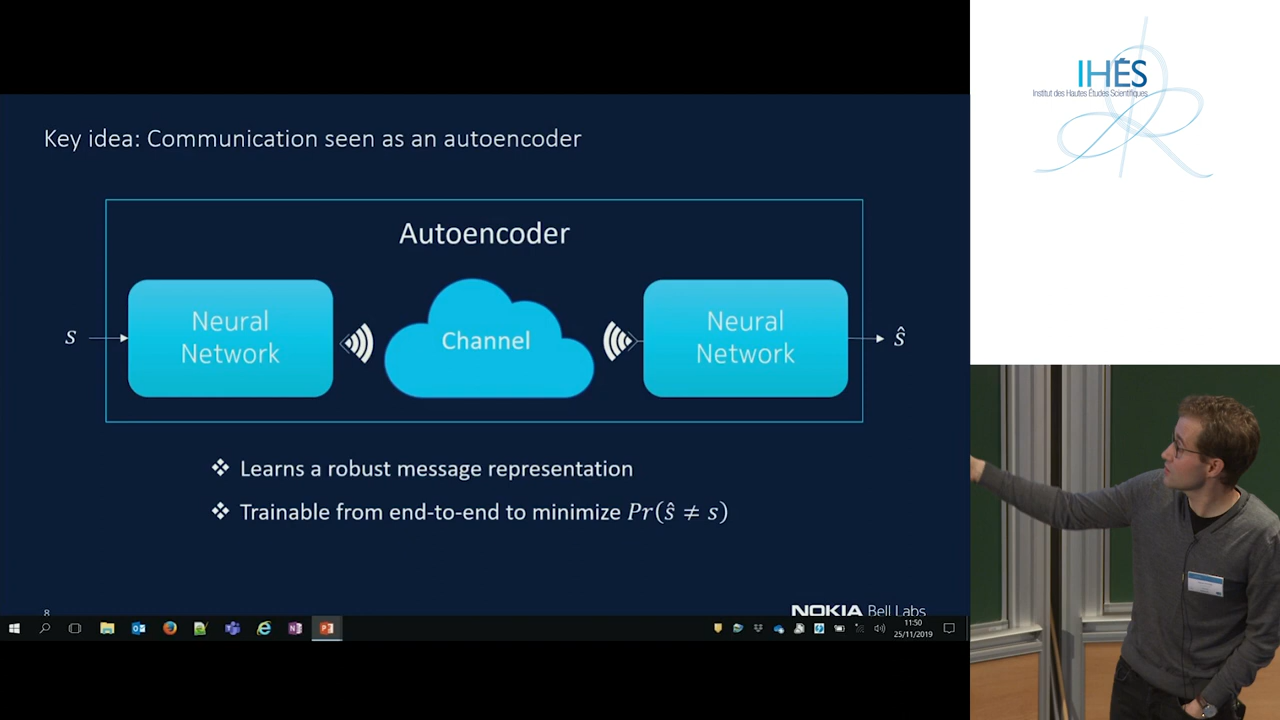 IHÉS
Institut des Hautes Études Scientifiques
Key idea: Communication seen as an autoencoder
Autoencoder
s
Neural
Network
Channel
Neural
Network
ŝ
❖ Learns a robust message representation
❖ Trainable from end-to-end to minimize Pr(ŝ ≠ s)
8
NOKIA Bell Labs
11:50
25/11/2019